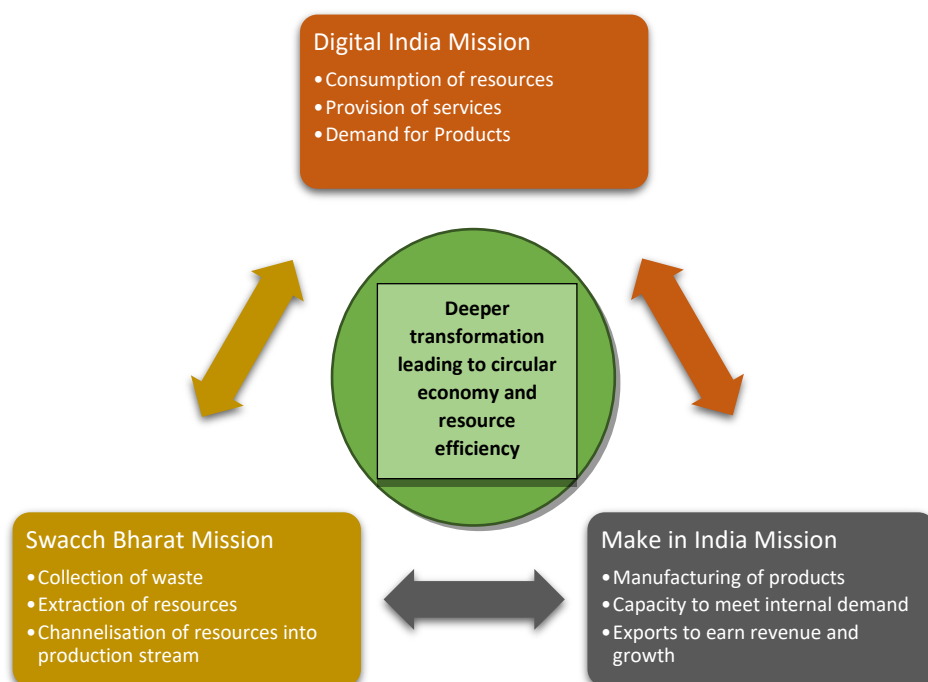 Digital India Mission
•Consumption of resources
•Provision of services
•Demand for Products
Deeper
transformation
leading to circular
economy and
resource
efficiency
Swacch Bharat Mission
•Collection of waste
•Extraction of resources
•Channelisation of resources into
production stream
Make in India Mission
•Manufacturing of products
•Capacity to meet internal demand
•Exports to earn revenue and
growth